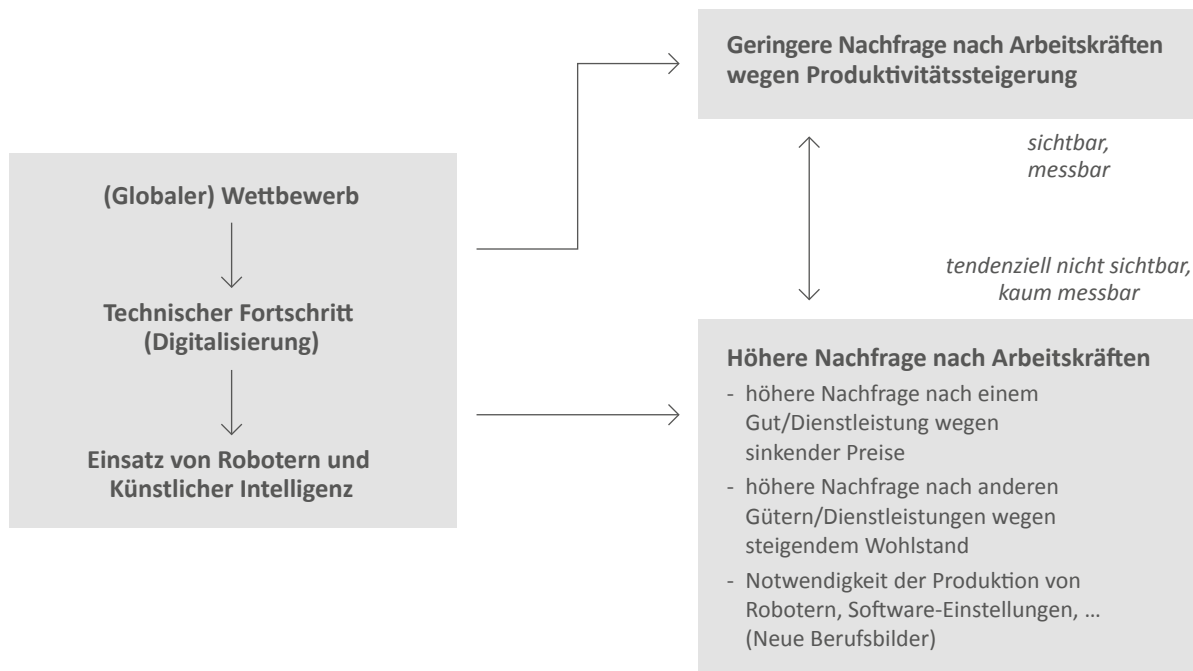 (Globaler) Wettbewerb
Technischer Fortschritt
(Digitalisierung)
Einsatz von Robotern und
Künstlicher Intelligenz
Geringere Nachfrage nach Arbeitskräften
wegen Produktivitätssteigerung
sichtbar,
messbar
tendenziell nicht sichtbar,
kaum messbar
Höhere Nachfrage nach Arbeitskräften
- höhere Nachfrage nach einem
Gut/Dienstleistung wegen
sinkender Preise
- höhere Nachfrage nach anderen
Gütern/Dienstleistungen wegen
steigendem Wohlstand
- Notwendigkeit der Produktion von
Robotern, Software-Einstellungen, …
(Neue Berufsbilder)